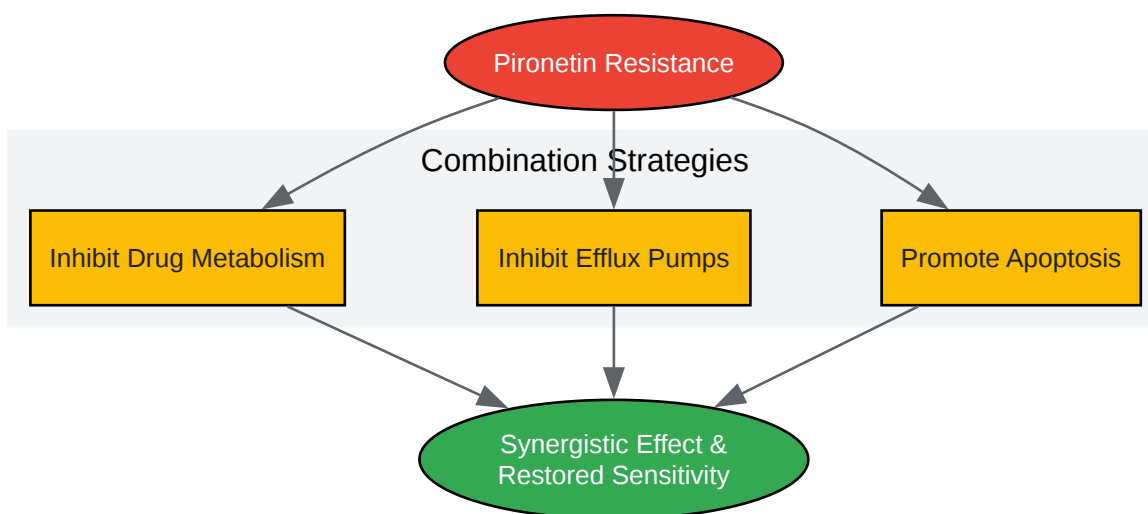 Pironetin Resistance
Combination Strategies
Inhibit Drug Metabolism
Inhibit Efflux Pumps
Promote Apoptosis
Synergistic Effect &
Restored Sensitivity